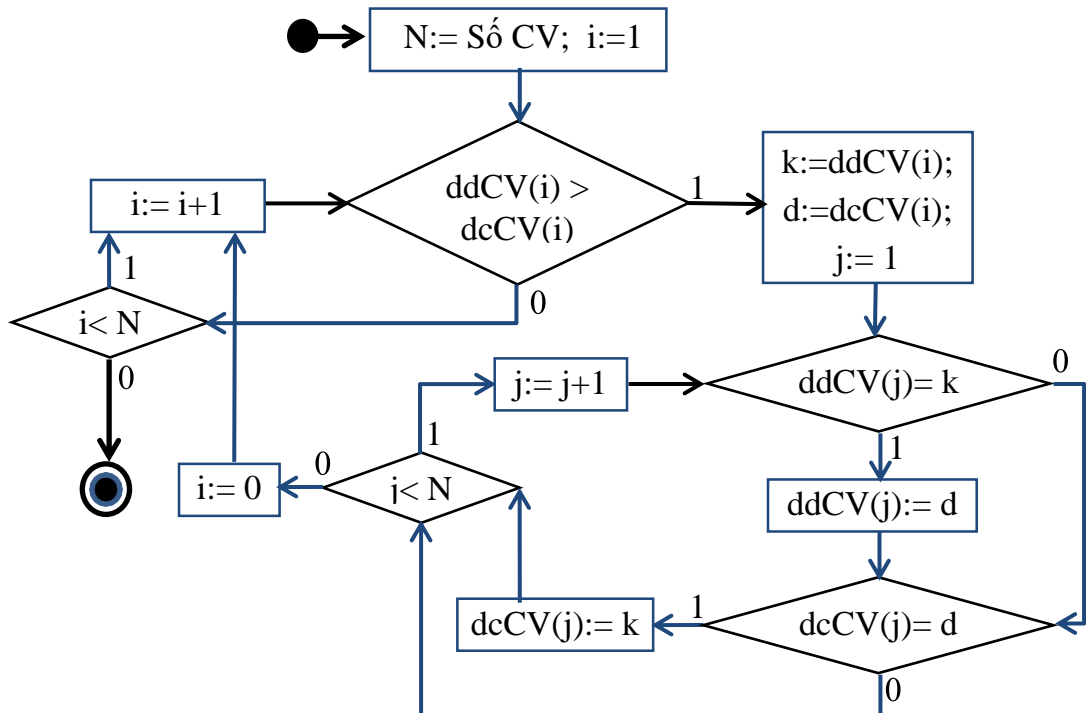 N:= Số CV; i:=1
ddCV(i) >
dcCV(i)
1
0
k:=ddCV(i);
d:=dcCV(i);
j:= 1
i:= i+1
1
i< N
0
j:= j+1
ddCV(j)= k
0
1
1
0
i:= 0
j< N
ddCV(j):= d
dcCV(j):= k
1
dcCV(j)= d
0